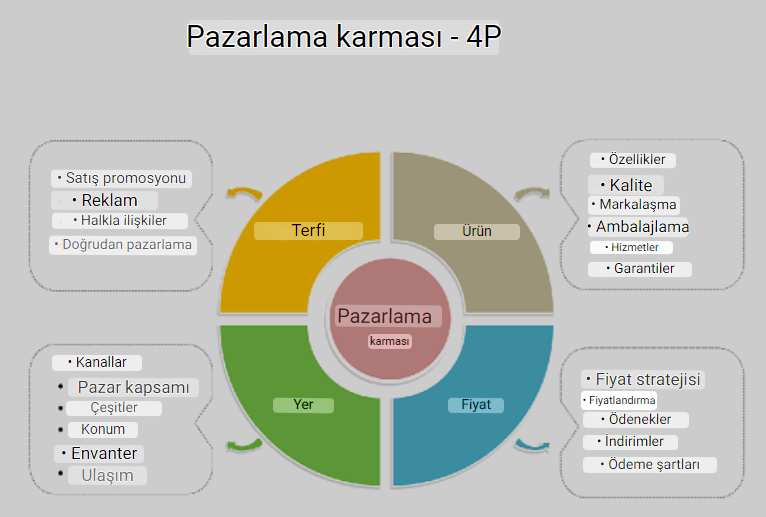 Pazarlama karması - 4P
• Satış promosyonu
• Reklam
• Halkla ilişkiler
• Doğrudan pazarlama
Terfi
Ürün
• Özellikler
• Kalite
• Markalaşma
• Ambalajlama
• Hizmetler
• Garantiler
Pazarlama
karması
• Kanallar
• Pazar kapsamı
• Çeşitler
• Konum
• Envanter
• Ulaşım
Yer
Fiyat
• Fiyat stratejisi
• Fiyatlandırma
• Ödenekler
• İndirimler
• Ödeme şartları